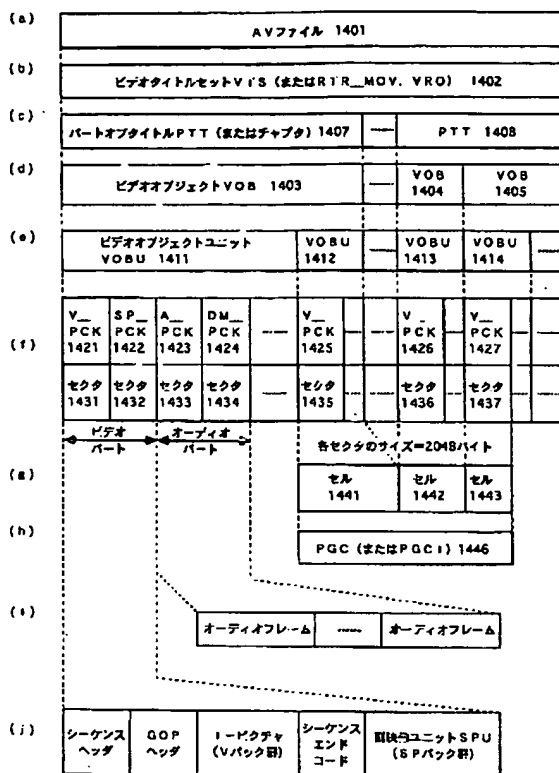 (a)
AVファイル 1401
(b)
ビデオタイトルセットVTS(またはRTR__MOV. VRO) 1402
(c)
パートオブタイトルPTT(またはチャプタ) 1407
PTT 1408
(d)
ビデオオブジェクトVOB 1403
VOB
1404
VOB
1405
(e)
ビデオオブジェクトユニット
VOBU 1411
VOBU
1412
VOBU
1413
VOBU
1414
(f)
V__
PCK
1421
SP__
PCK
1422
A__
PCK
1423
DM__
PCK
1424
V__
PCK
1425
V__
PCK
1426
V__
PCK
1427
セクタ
1431
セクタ
1432
セクタ
1433
セクタ
1434
セクタ
1435
セクタ
1436
セクタ
1437
ビデオ
パート
オーディオ
パート
各セクタのサイズ=2048バイト
(g)
セル
1441
セル
1442
セル
1443
(h)
PGC(またはPGCI) 1446
(i)
オーディオフレーム
オーディオフレーム
(j)
シーケンス
ヘッダ
GOP
ヘッダ
I-ピクチャ
(Vパック群)
シーケンス
エンド
コード
副映像ユニットSPU
(SPパック群)